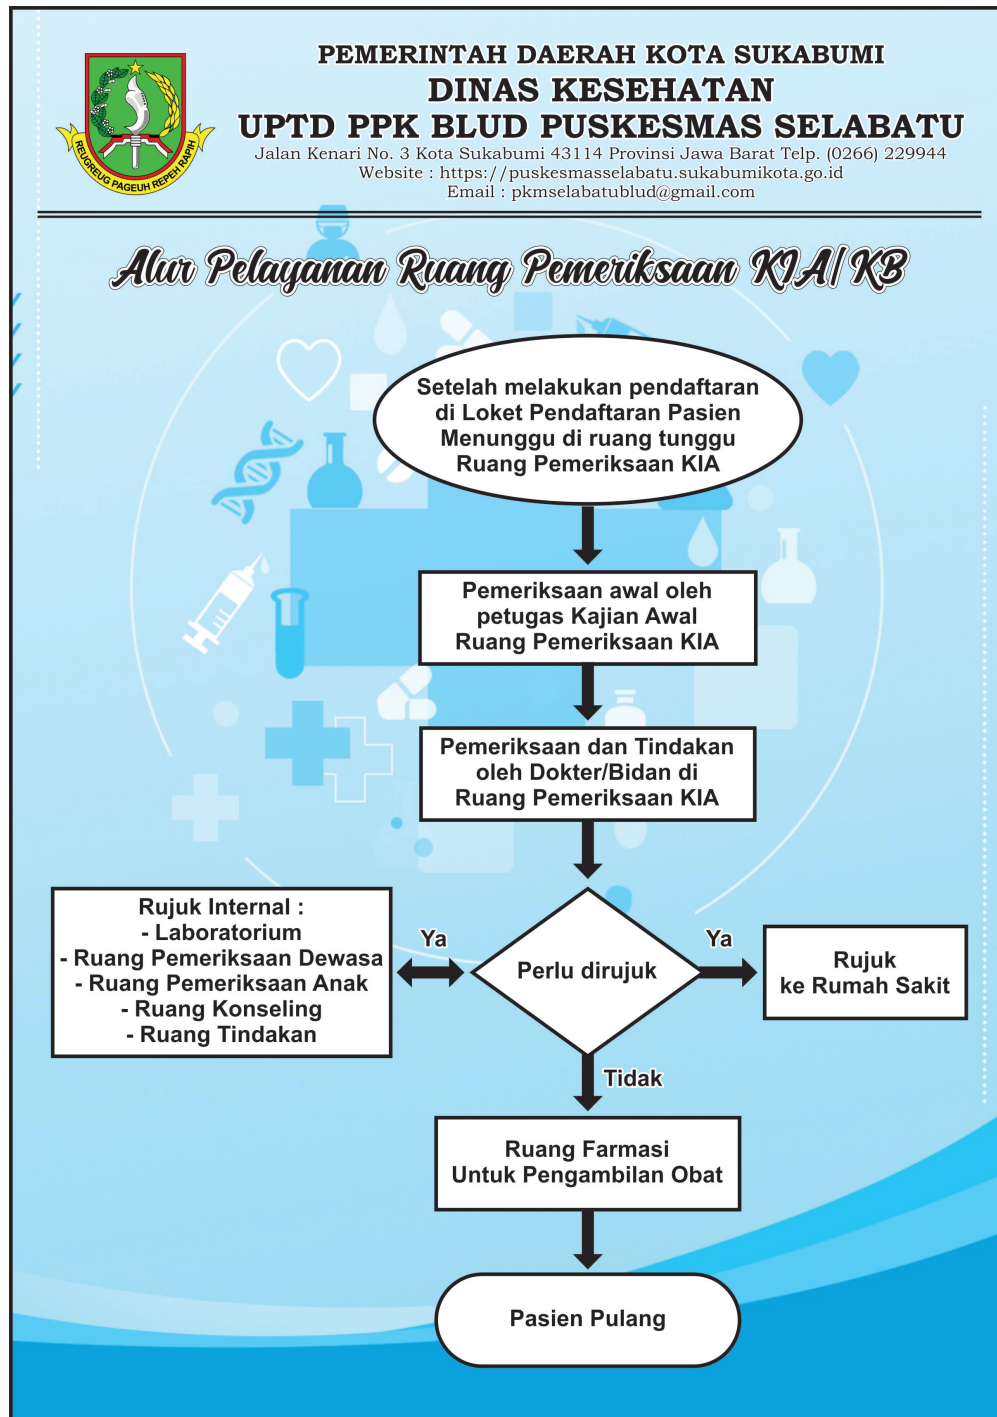 PEMERINTAH DAERAH KOTA SUKABUMI
DINAS KESEHATAN
UPTD PPK BLUD PUSKESMAS SELABATU
Jalan Kenari No. 3 Kota Sukabumi 43114 Provinsi Jawa Barat Telp. (0266) 229944
Website : https://puskesmasselabatu.sukabumikota.go.id
Email : pkmselabatublud@gmail.com
REUGREUG PAGEUH REPEH RAPIH
Alur Pelayanan Ruang Pemeriksaan KIA/ KB
Setelah melakukan pendaftaran
di Loket Pendaftaran Pasien
Menunggu di ruang tunggu
Ruang Pemeriksaan KIA
Pemeriksaan awal oleh
petugas Kajian Awal
Ruang Pemeriksaan KIA
Pemeriksaan dan Tindakan
oleh Dokter/Bidan di
Ruang Pemeriksaan KIA
Rujuk Internal :
- Laboratorium
- Ruang Pemeriksaan Dewasa
- Ruang Pemeriksaan Anak
- Ruang Konseling
- Ruang Tindakan
Ya
Perlu dirujuk
Ya
Rujuk
ke Rumah Sakit
Tidak
Ruang Farmasi
Untuk Pengambilan Obat
Pasien Pulang